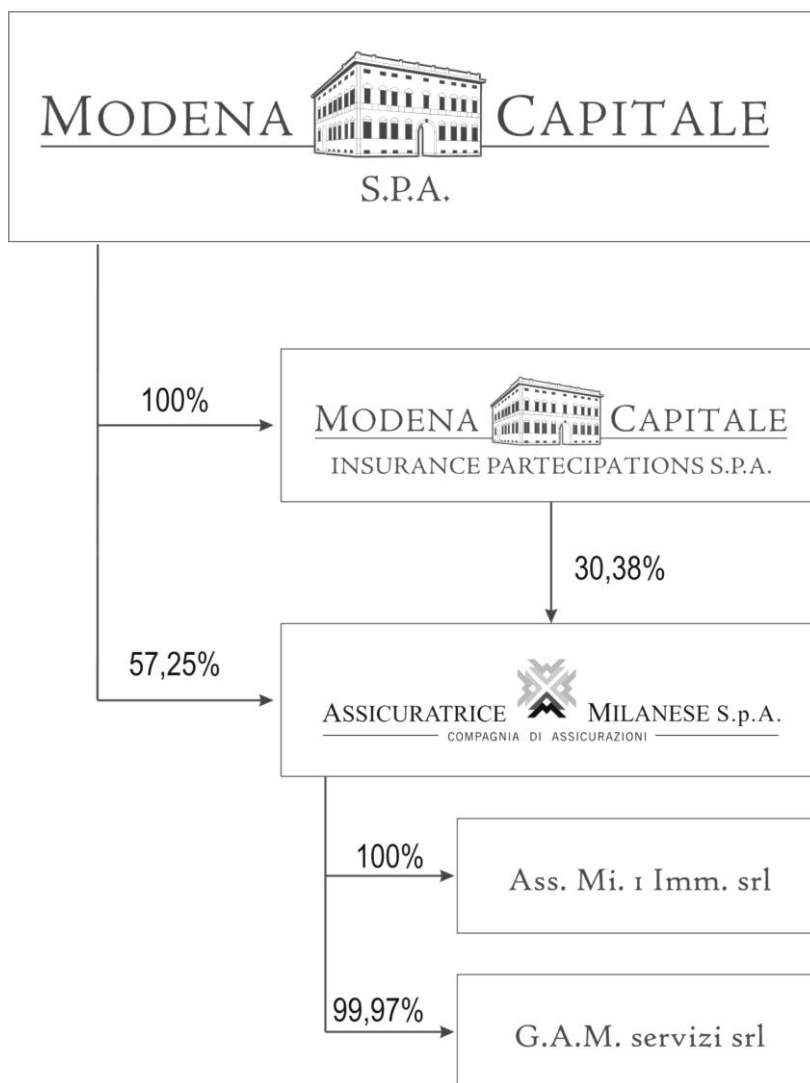 MODENA CAPITALE
S.P.A.
100%
MODENA CAPITALE
INSURANCE PARTECIPATIONS S.P.A.
30,38%
57,25%
ASSICURATRICE MILANESE S.p.A.
COMPAGNIA DI ASSICURAZIONI
100%
Ass. Mi. 1 Imm. srl
99,97%
G.A.M. servizi srl